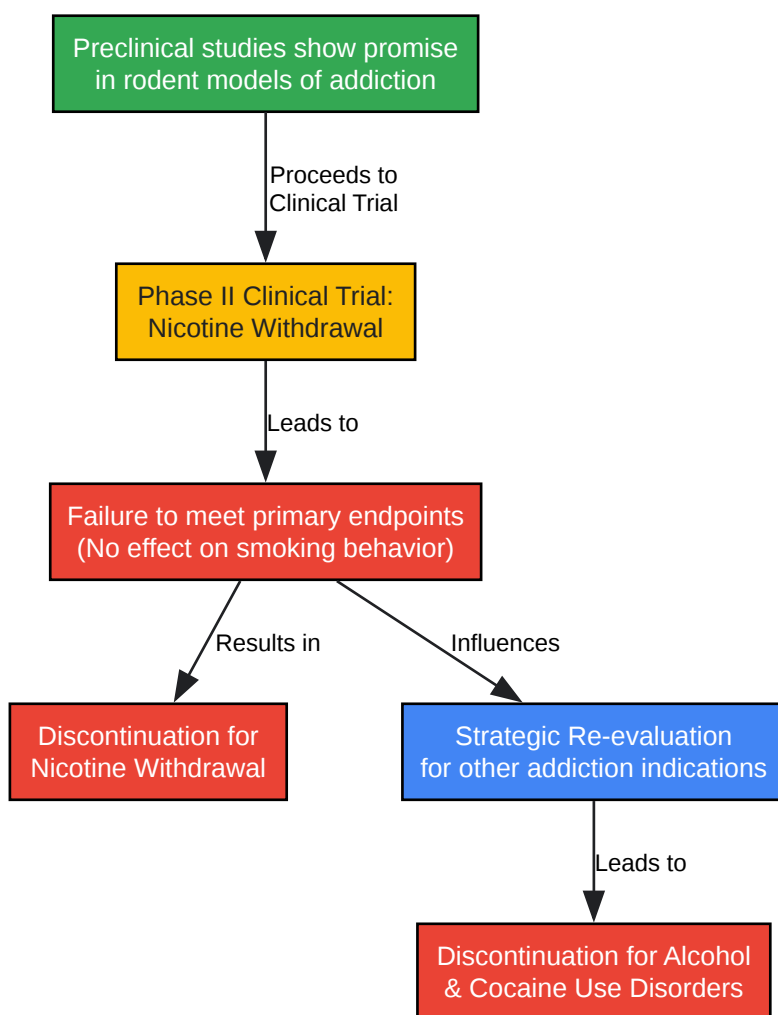 Preclinical studies show promise
in rodent models of addiction
Proceeds to
Clinical Trial
Phase II Clinical Trial:
Nicotine Withdrawal
Leads to
Failure to meet primary endpoints
(No effect on smoking behavior)
Results in
Influences
Discontinuation for
Nicotine Withdrawal
Strategic Re-evaluation
for other addiction indications
Leads to
Discontinuation for Alcohol
& Cocaine Use Disorders